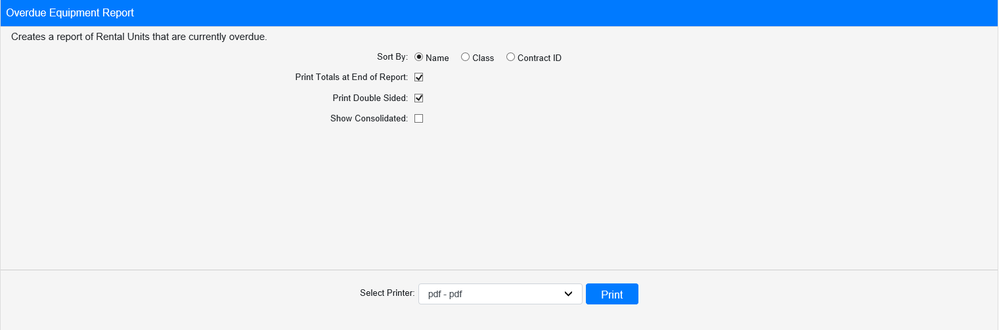 Overdue Equipment Report
Creates a report of Rental Units that are currently overdue.
Sort By: Name Class Contract ID
Print Totals at End of Report:
Print Double Sided:
Show Consolidated:
Select Printer: pdf - pdf Print